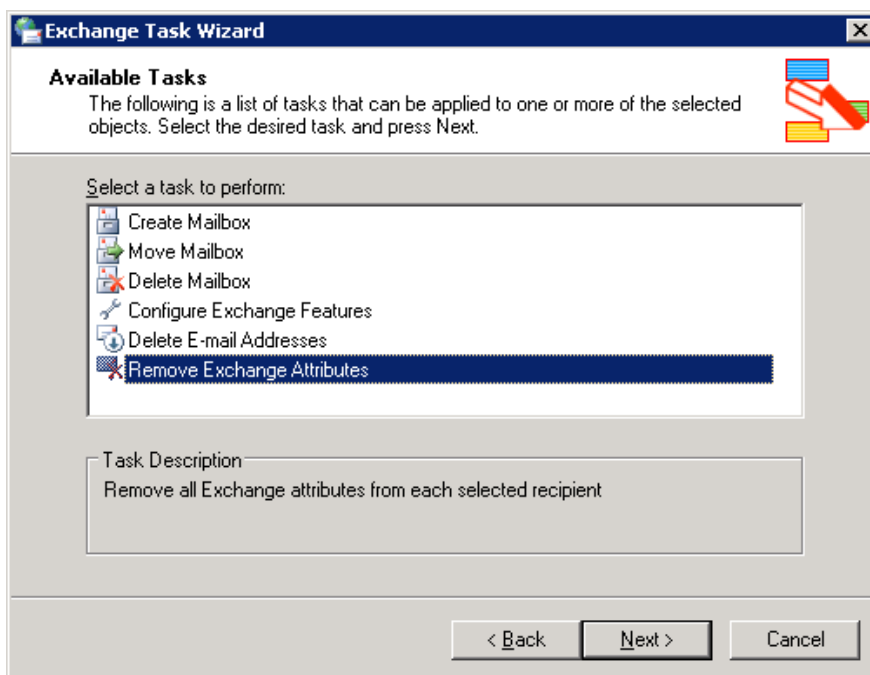 Exchange Task Wizard
Available Tasks
The following is a list of tasks that can be applied to one or more of the selected
objects. Select the desired task and press Next.
Select a task to perform:
Create Mailbox
Move Mailbox
Delete Mailbox
Configure Exchange Features
Delete E-mail Addresses
Remove Exchange Attributes
Task Description
Remove all Exchange attributes from each selected recipient
< Back
Next >
Cancel